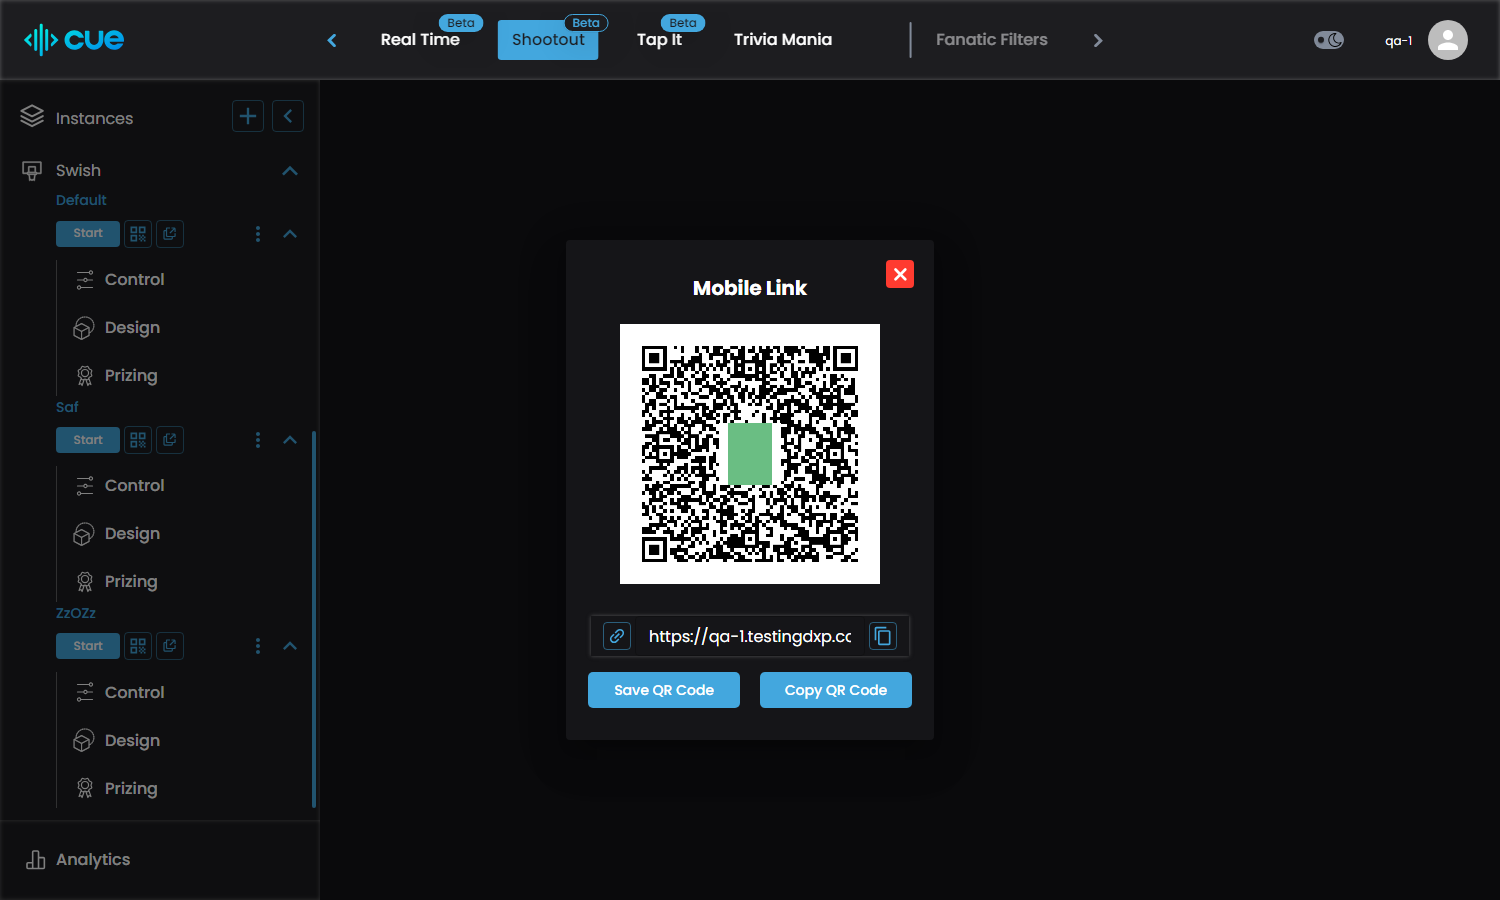 cue
Real Time
Beta
Shootout
Beta
Tap It
Beta
Trivia Mania
Fanatic Filters
qa-1
Instances
Swish
Default
Start
Control
Design
Prizing
Saf
Start
Control
Design
Prizing
ZzOZz
Start
Control
Design
Prizing
Analytics
Mobile Link
https://qa-1.testingdxp.cc
Save QR Code
Copy QR Code